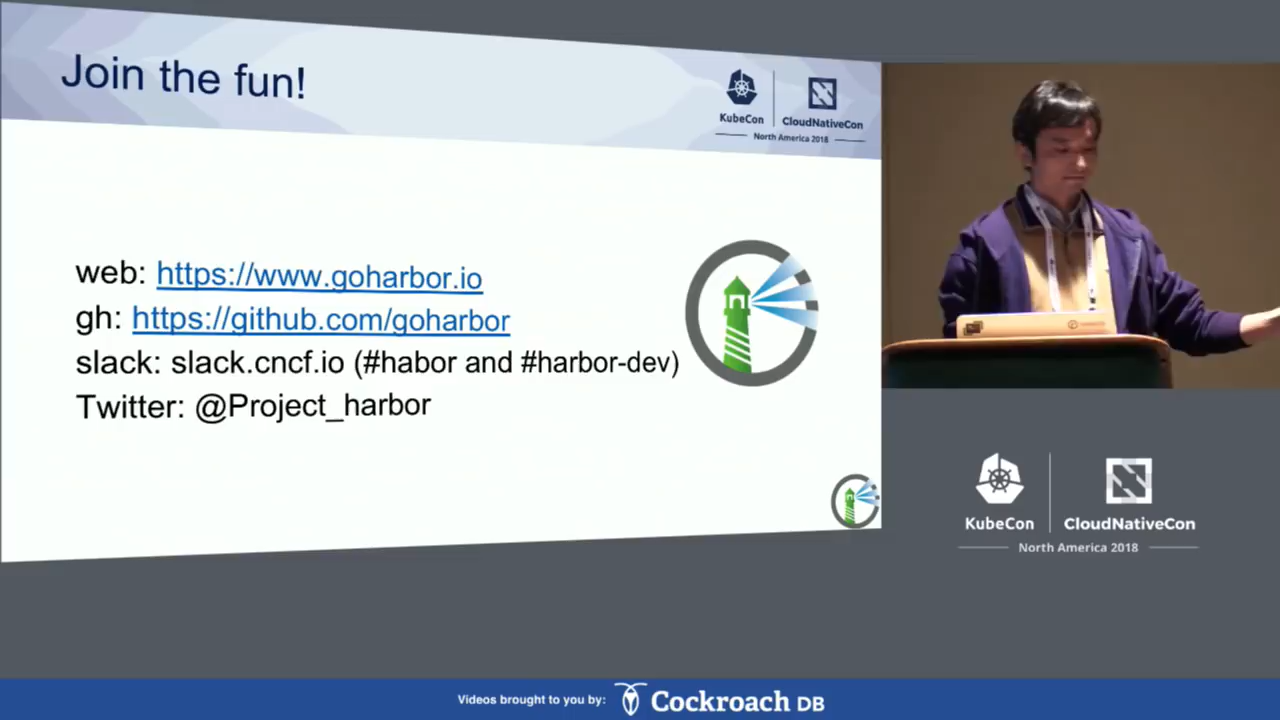 Join the fun!
KubeCon
CloudNativeCon
North America 2018
web: https://www.goharbor.io
gh: https://github.com/goharbor
slack: slack.cncf.io (#habor and #harbor-dev)
Twitter: @Project_harbor
KubeCon
CloudNativeCon
North America 2018
Videos brought to you by: Cockroach DB